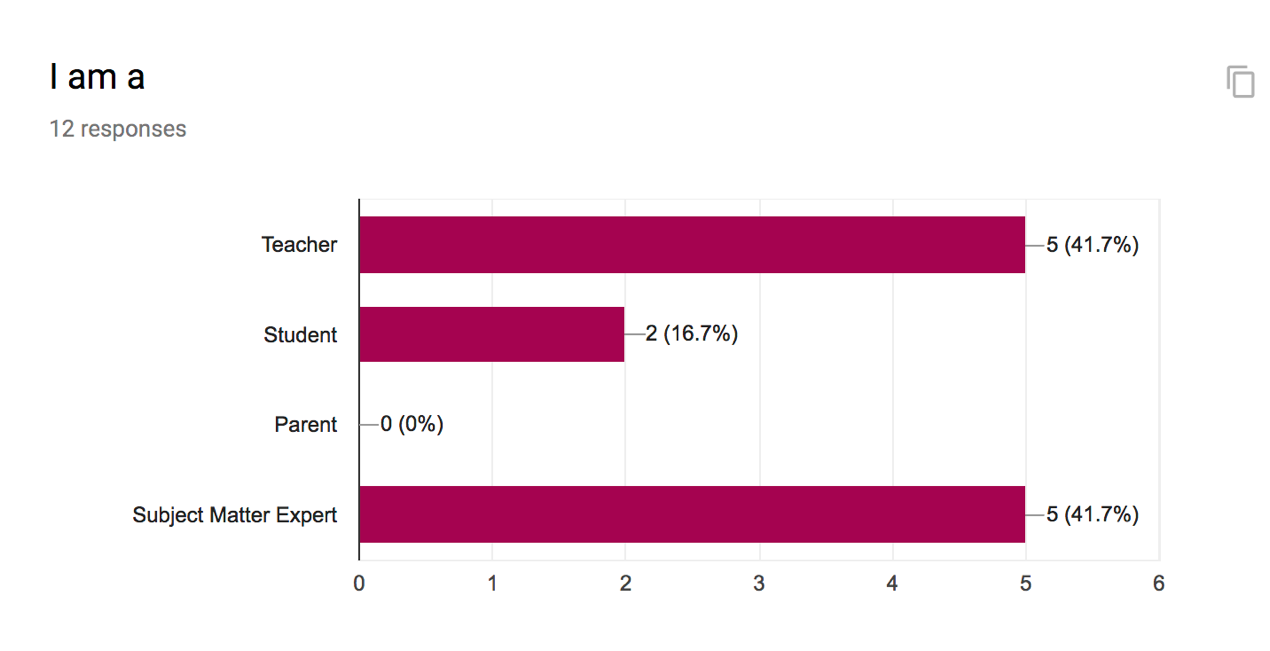 I am a
12 responses
Teacher
5 (41.7%)
Student
2 (16.7%)
Parent
0 (0%)
Subject Matter Expert
5 (41.7%)
0 1 2 3 4 5 6